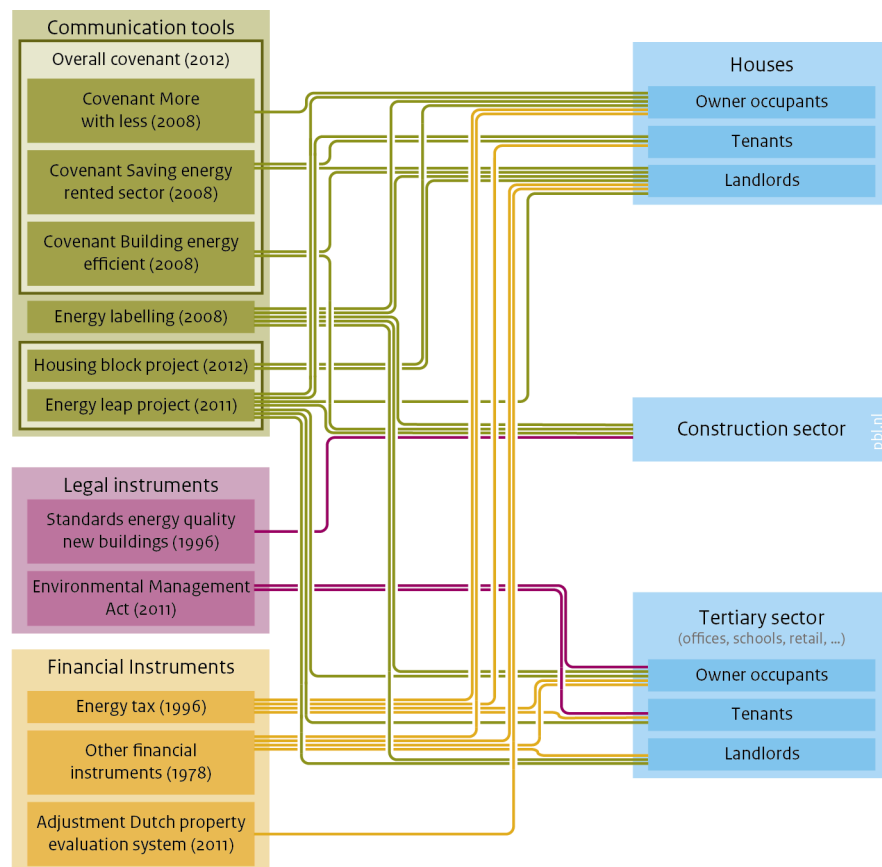 Communication tools
Overall covenant (2012)
Covenant More
with less (2008)
Covenant Saving energy
rented sector (2008)
Covenant Building energy
efficient (2008)
Energy labelling (2008)
Housing block project (2012)
Energy leap project (2011)
Legal instruments
Standards energy quality
new buildings (1996)
Environmental Management
Act (2011)
Financial Instruments
Energy tax (1996)
Other financial
instruments (1978)
Adjustment Dutch property
evaluation system (2011)
Houses
Owner occupants
Tenants
Landlords
Construction sector
pbl.nl
Tertiary sector
(offices, schools, retail, ...)
Owner occupants
Tenants
Landlords